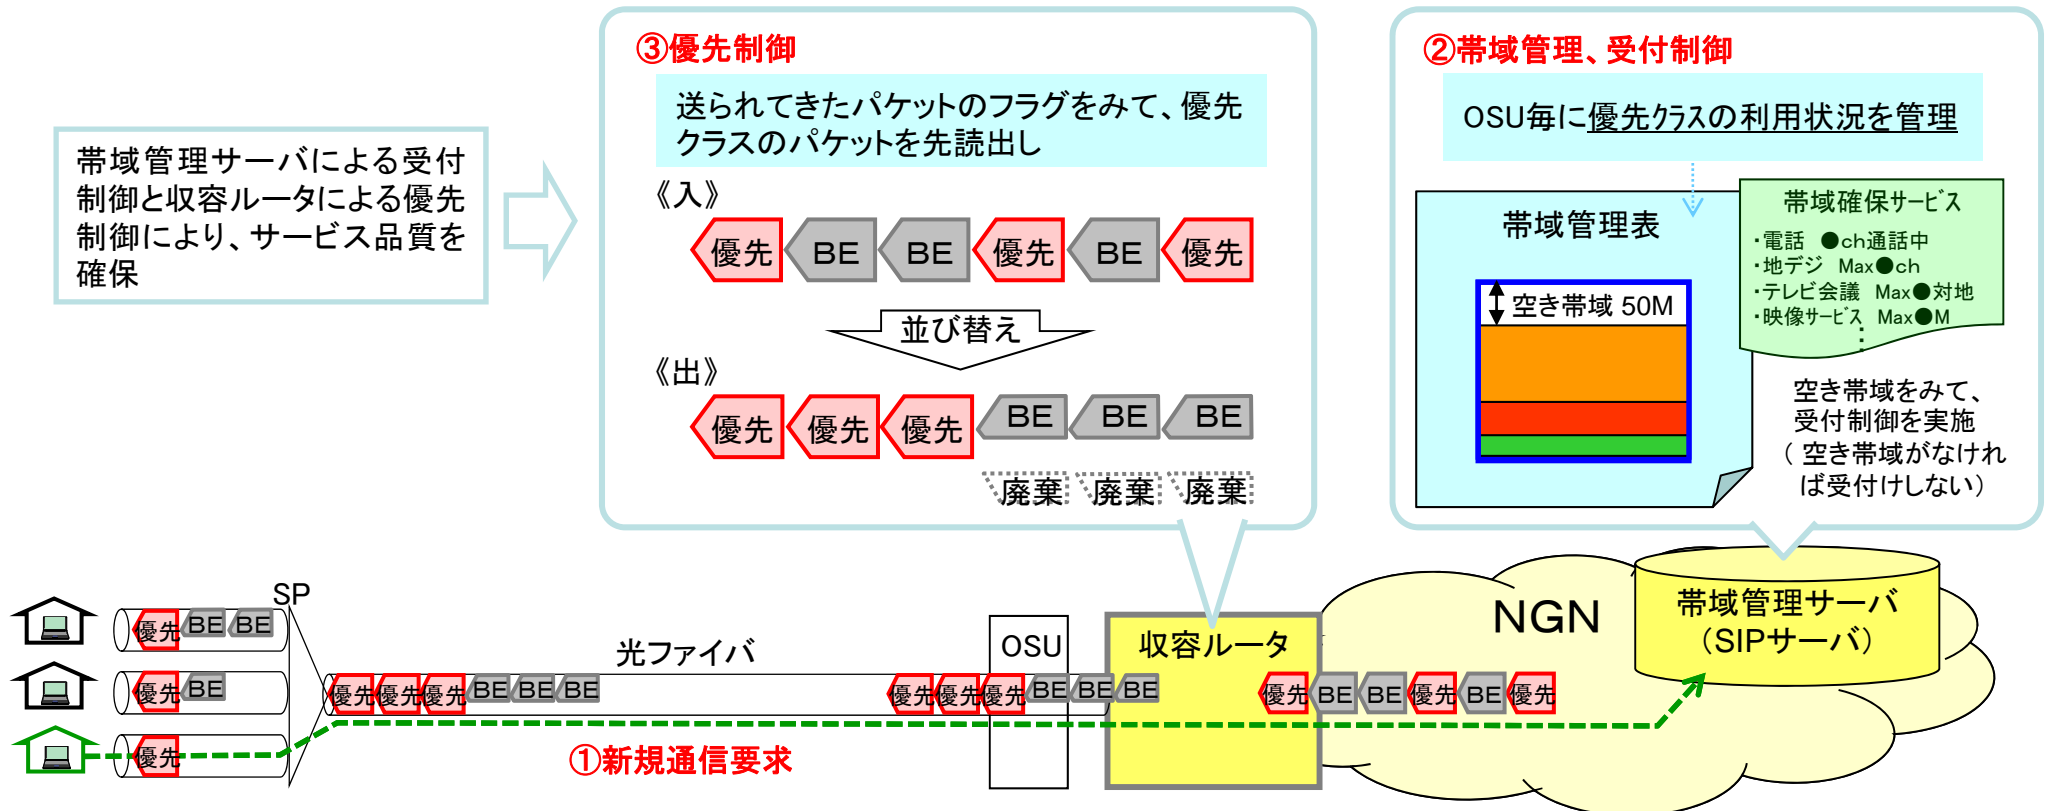 帯域管理サーバによる受付
制御と収容ルータによる優先
制御により、サービス品質を
確保
③優先制御
送られてきたパケットのフラグをみて、優先
クラスのパケットを先読出し
《入》
優先 BE BE 優先 BE 優先
並び替え
《出》
優先 優先 優先 BE BE BE
廃棄 廃棄 廃棄
②帯域管理、受付制御
OSU毎に優先クラスの利用状況を管理
帯域管理表
空き帯域 50M
帯域確保サービス
・電話 ●ch通話中
・地デジ Max●ch
・テレビ会議 Max●対地
・映像サービス Max●M
:
空き帯域をみて、
受付制御を実施
（空き帯域がなけれ
ば受付けしない）
SP
優先 BE BE
優先 BE
優先
光ファイバ
優先 優先 優先 BE BE BE
優先 優先 優先 BE BE BE
OSU
収容ルータ
優先 BE BE 優先 BE 優先
NGN
帯域管理サーバ
（SIPサーバ）
①新規通信要求